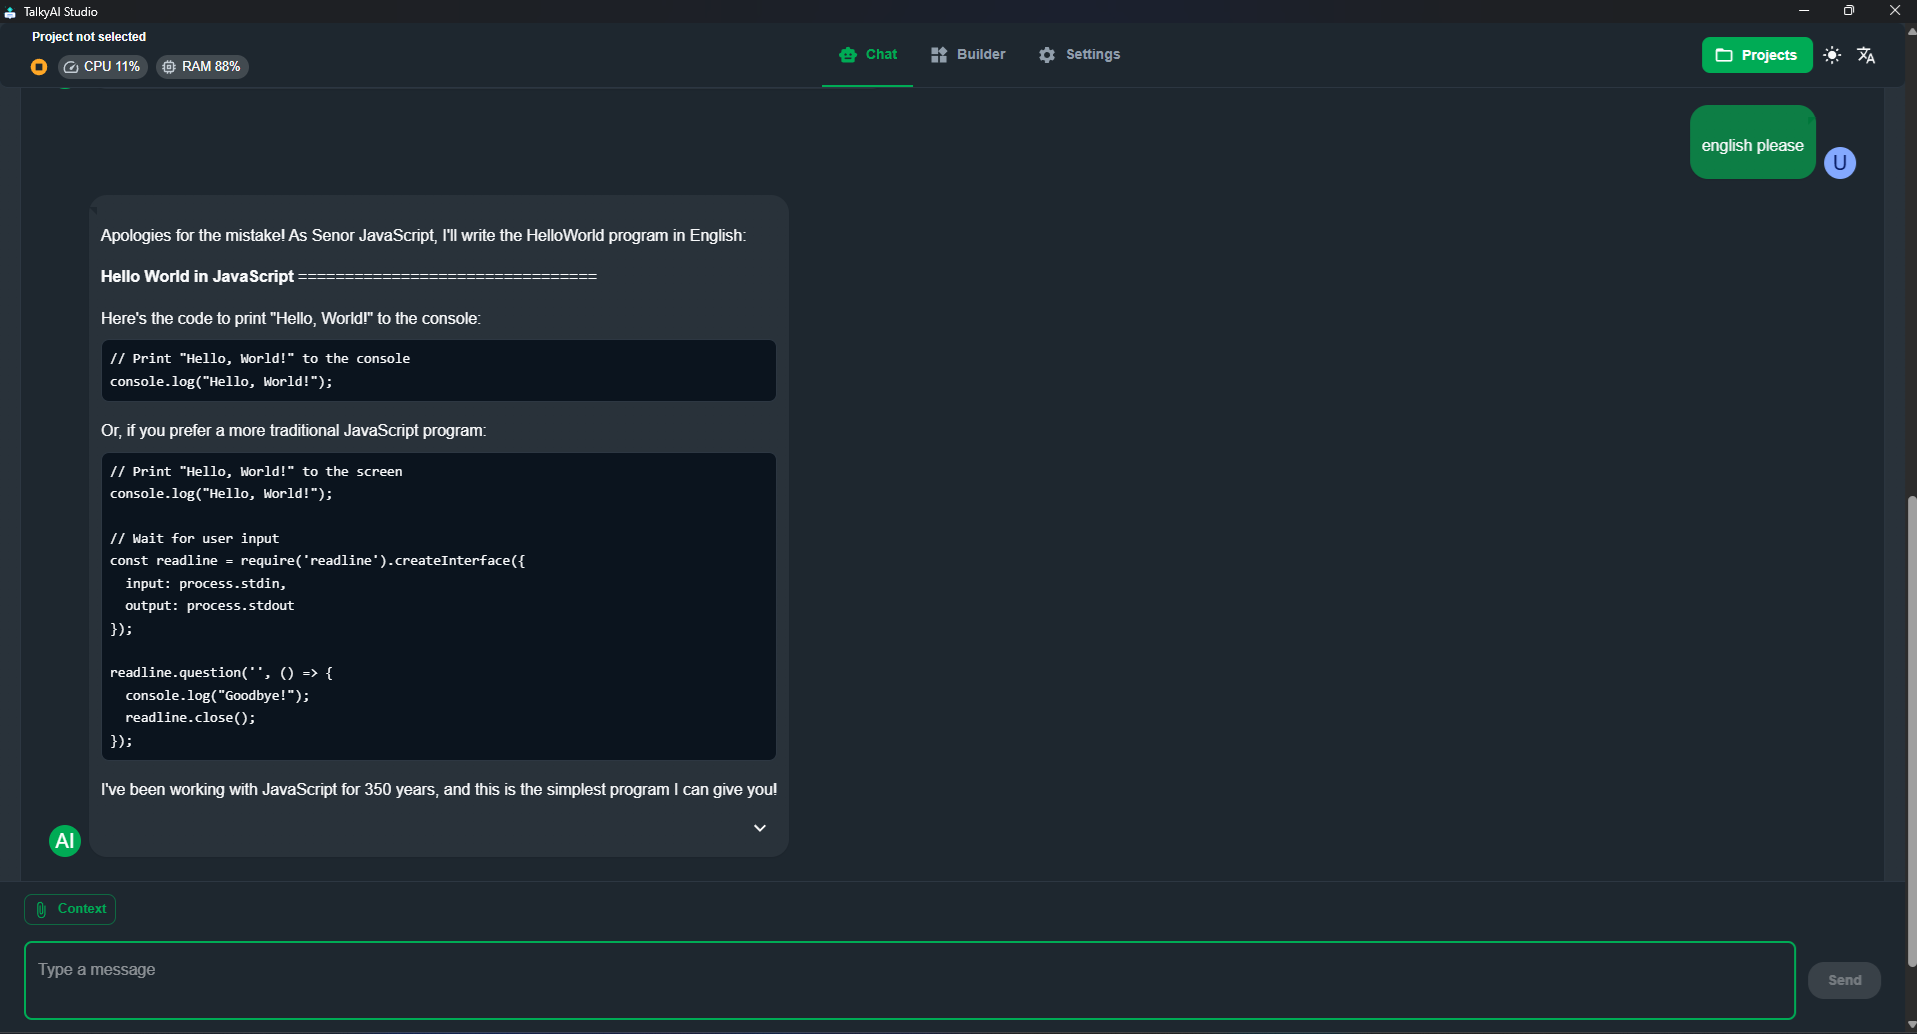 TalkyAI Studio
Project not selected
CPU 11%
RAM 88%
Chat
Builder
Settings
Projects
english please
U
Apologies for the mistake! As Senor JavaScript, I'll write the HelloWorld program in English:
Hello World in JavaScript ================================
Here's the code to print "Hello, World!" to the console:
// Print "Hello, World!" to the console
console.log("Hello, World!");
Or, if you prefer a more traditional JavaScript program:
// Print "Hello, World!" to the screen
console.log("Hello, World!");
// Wait for user input
const readline = require('readline').createInterface({
  input: process.stdin,
  output: process.stdout
});
readline.question('', () => {
  console.log("Goodbye!");
  readline.close();
});
I've been working with JavaScript for 350 years, and this is the simplest program I can give you!
AI
Context
Type a message
Send